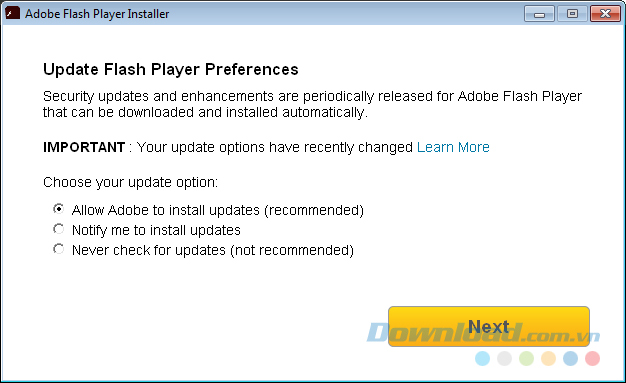 Adobe Flash Player Installer
Update Flash Player Preferences
Security updates and enhancements are periodically released for Adobe Flash Player
that can be downloaded and installed automatically.
IMPORTANT : Your update options have recently changed Learn More
Choose your update option:
Allow Adobe to install updates (recommended)
Notify me to install updates
Never check for updates (not recommended)
Next
Download.com.vn